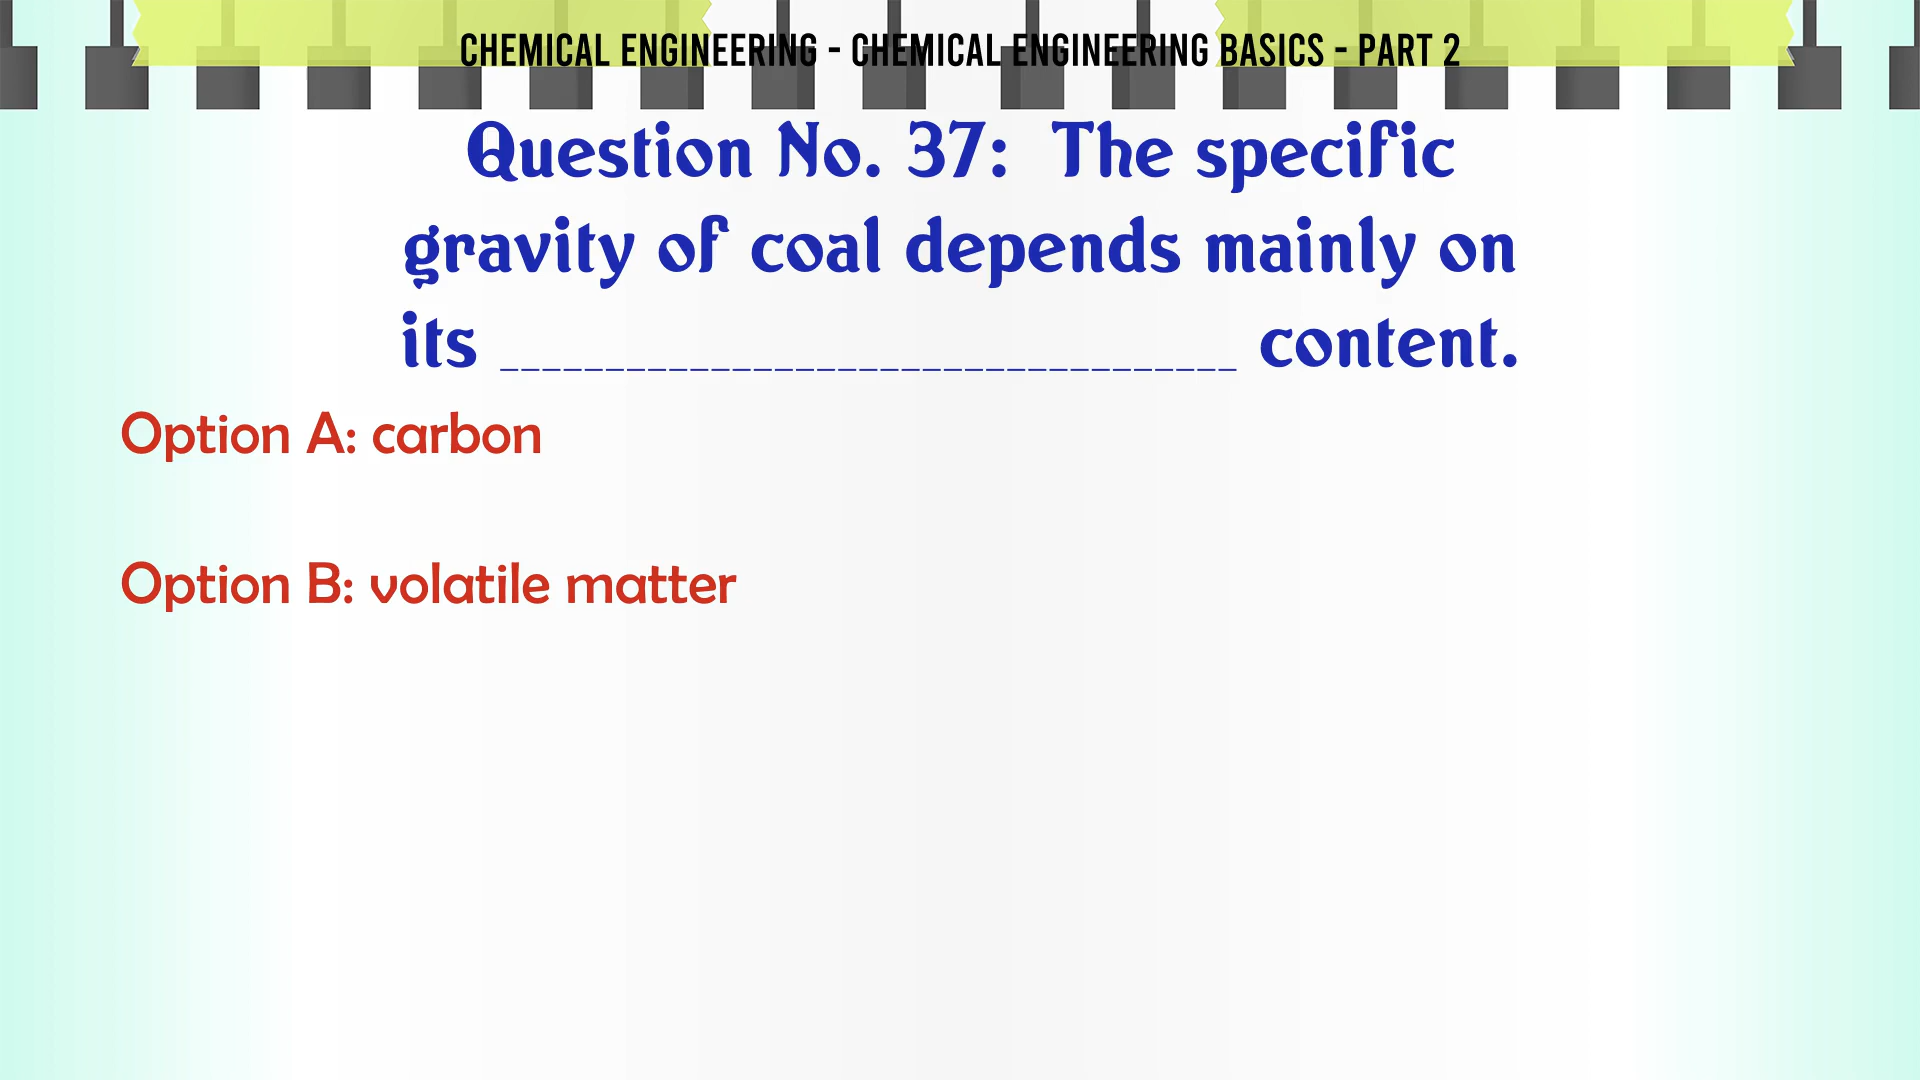 CHEMICAL ENGINEERING - CHEMICAL ENGINEERING BASICS - PART 2
Question No. 37: The specific
gravity of coal depends mainly on
its ___________________________________ content.
Option A: carbon
Option B: volatile matter